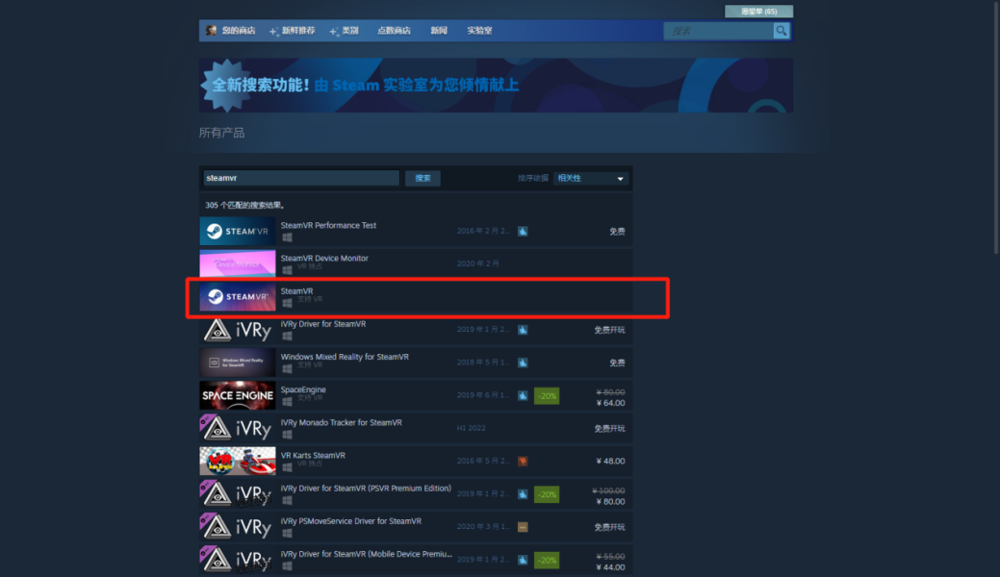 愿望单 (65)
您的商店 新鲜推荐 类别 点数商店 新闻 实验室 搜索
全新搜索功能! 由 Steam 实验室为您倾情献上
所有产品
steamvr 搜索 排序依据 相关性
305 个匹配的搜索结果。
STEAMVR SteamVR Performance Test 2016 年 2 月 2... 免费
SteamVR Device Monitor 2020 年 2 月
VR 独占
STEAMVR SteamVR
支持 VR
iVRy iVRy Driver for SteamVR 2019 年 1 月 2... 免费开玩
Windows Mixed Reality for SteamVR Windows Mixed Reality for SteamVR 2018 年 5 月 1... 免费
支持 VR
SPACE ENGINE SpaceEngine 2019 年 6 月 1... -20% ¥ 80.00
支持 VR ¥ 64.00
iVRy iVRy Monado Tracker for SteamVR H1 2022 免费开玩
VR Karts SteamVR 2016 年 5 月 2... ¥ 48.00
VR 独占
iVRy iVRy Driver for SteamVR (PSVR Premium Edition) 2019 年 1 月 2... -20% ¥ 100.00
¥ 80.00
iVRy iVRy PSMoveService Driver for SteamVR 2020 年 3 月 1... 免费开玩
iVRy iVRy Driver for SteamVR (Mobile Device Premiu... 2019 年 1 月 2... -20% ¥ 55.00
¥ 44.00